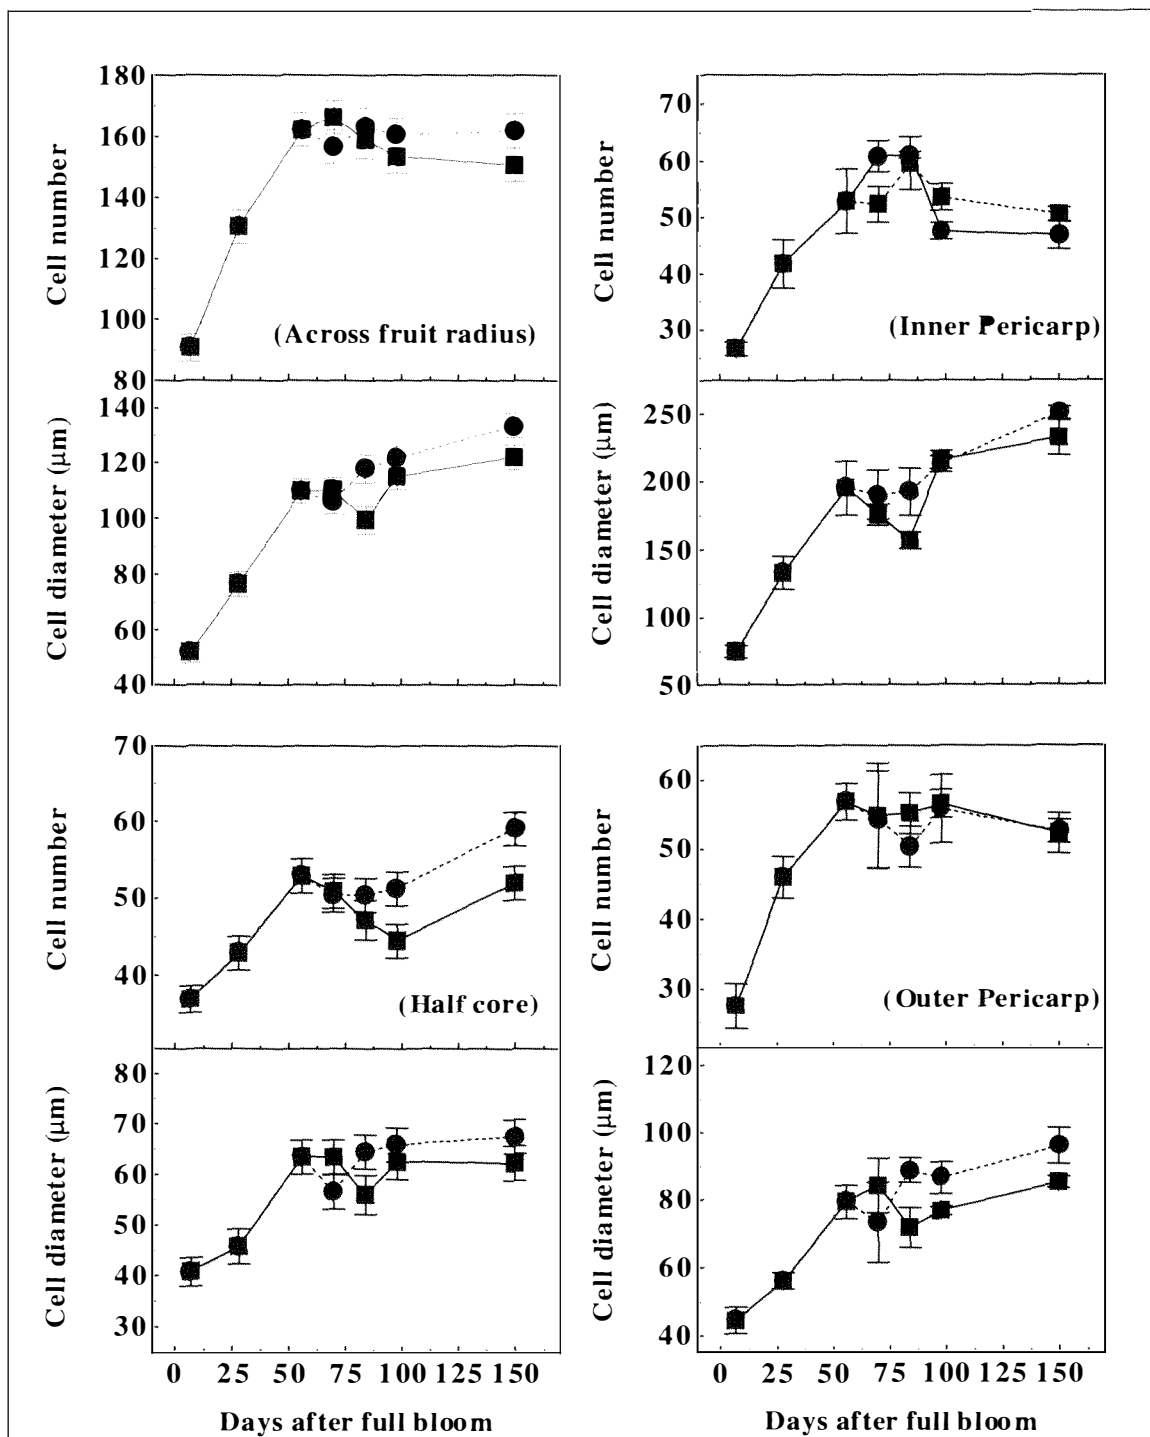 180
160
140
120
100
80
Cell number
(Across fruit radius)
140
120
100
80
60
40
Cell diameter (μm)
70
60
50
40
30
Cell number
(Inner Pericarp)
250
200
150
100
50
Cell diameter (μm)
70
60
50
40
Cell number
(Half core)
80
70
60
50
40
30
Cell diameter (μm)
0 25 50 75 100 125 150
Days after full bloom
60
50
40
30
Cell number
(Outer Pericarp)
120
100
80
60
40
Cell diameter (μm)
0 25 50 75 100 125 150
Days after full bloom